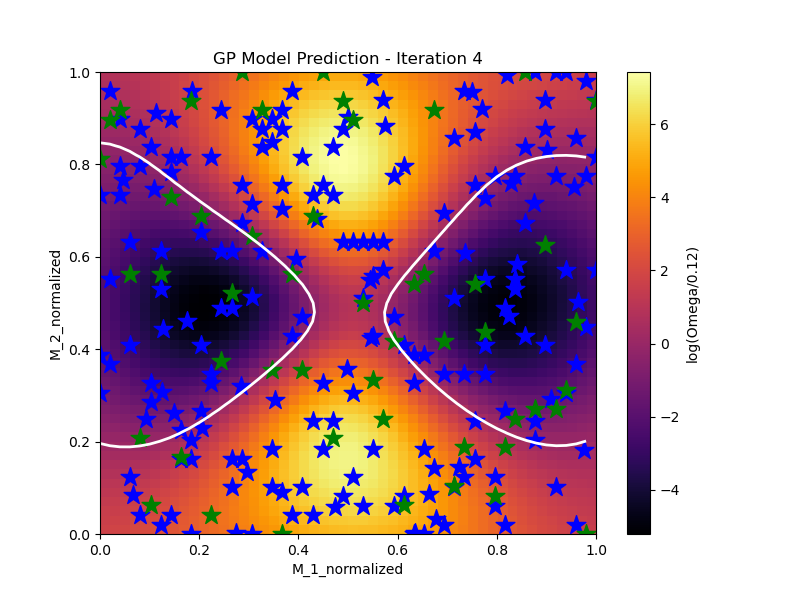 GP Model Prediction - Iteration 4
1.0
0.8
0.6
0.4
0.2
0.0
M_2_normalized
0.0 0.2 0.4 0.6 0.8 1.0
M_1_normalized
6
4
2
0
−2
−4
log(Omega/0.12)